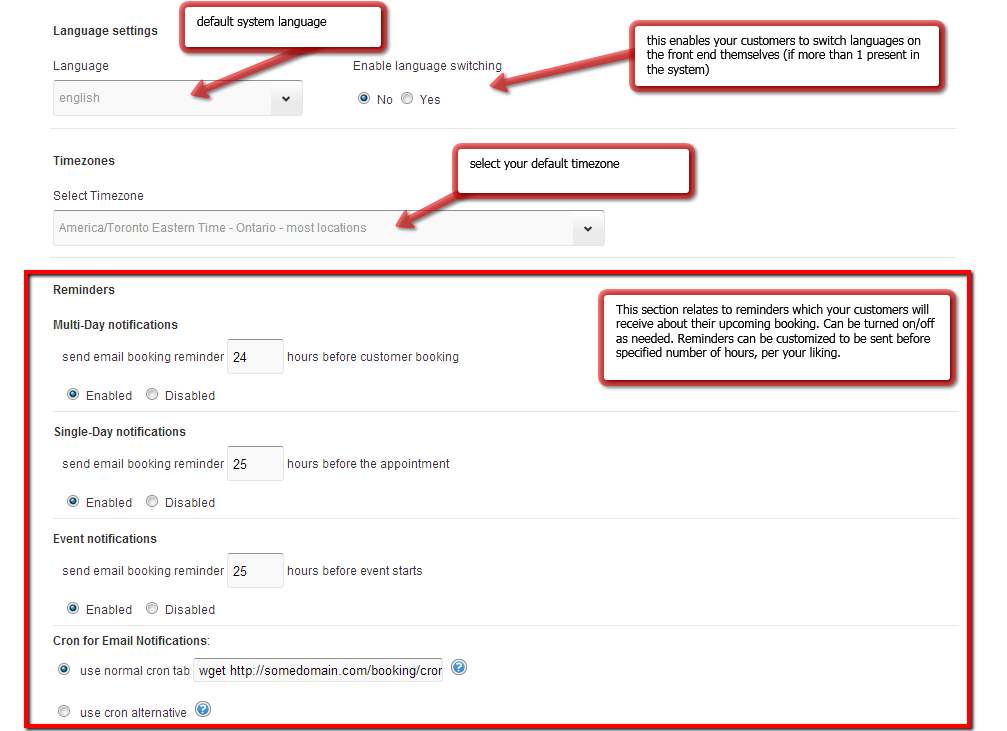 Language settings
default system language
Language
Enable language switching
this enables your customers to switch languages on
the front end themselves (if more than 1 present in
the system)
english
No
Yes
Timezones
select your default timezone
Select Timezone
America/Toronto Eastern Time - Ontario - most locations
Reminders
This section relates to reminders which your customers will
receive about their upcoming booking. Can be turned on/off
as needed. Reminders can be customized to be sent before
specified number of hours, per your liking.
Multi-Day notifications
send email booking reminder 24 hours before customer booking
Enabled Disabled
Single-Day notifications
send email booking reminder 25 hours before the appointment
Enabled Disabled
Event notifications
send email booking reminder 25 hours before event starts
Enabled Disabled
Cron for Email Notifications:
use normal cron tab wget http://somedomain.com/booking/cror ?
use cron alternative ?